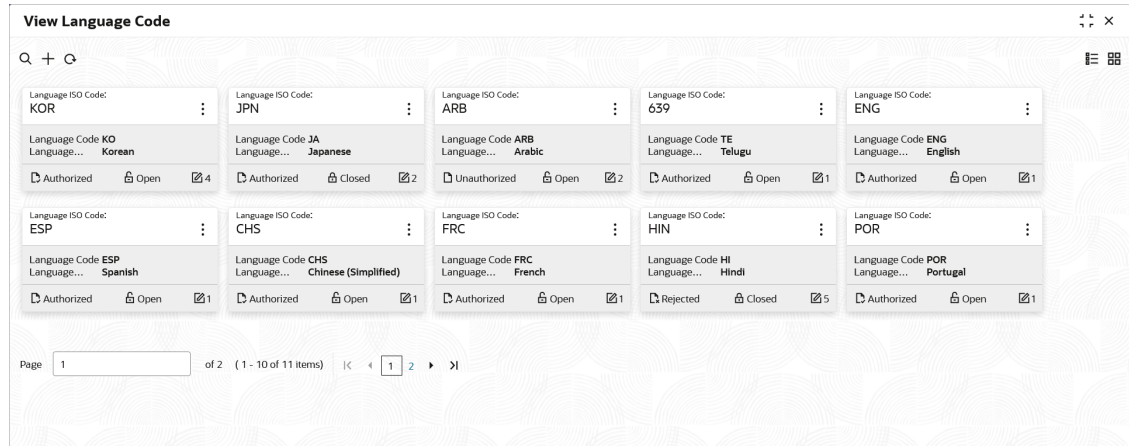 View Language Code
Language ISO Code:
KOR
Language Code KO
Language... Korean
Authorized Open 4
Language ISO Code:
JPN
Language Code JA
Language... Japanese
Authorized Closed 2
Language ISO Code:
ARB
Language Code ARB
Language... Arabic
Unauthorized Open 2
Language ISO Code:
639
Language Code TE
Language... Telugu
Authorized Open 1
Language ISO Code:
ENG
Language Code ENG
Language... English
Authorized Open 1
Language ISO Code:
ESP
Language Code ESP
Language... Spanish
Authorized Open 1
Language ISO Code:
CHS
Language Code CHS
Language... Chinese (Simplified)
Authorized Open 1
Language ISO Code:
FRC
Language Code FRC
Language... French
Authorized Open 1
Language ISO Code:
HIN
Language Code HI
Language... Hindi
Rejected Closed 5
Language ISO Code:
POR
Language Code POR
Language... Portugal
Authorized Open 1
Page 1 of 2 (1 - 10 of 11 items) 1 2